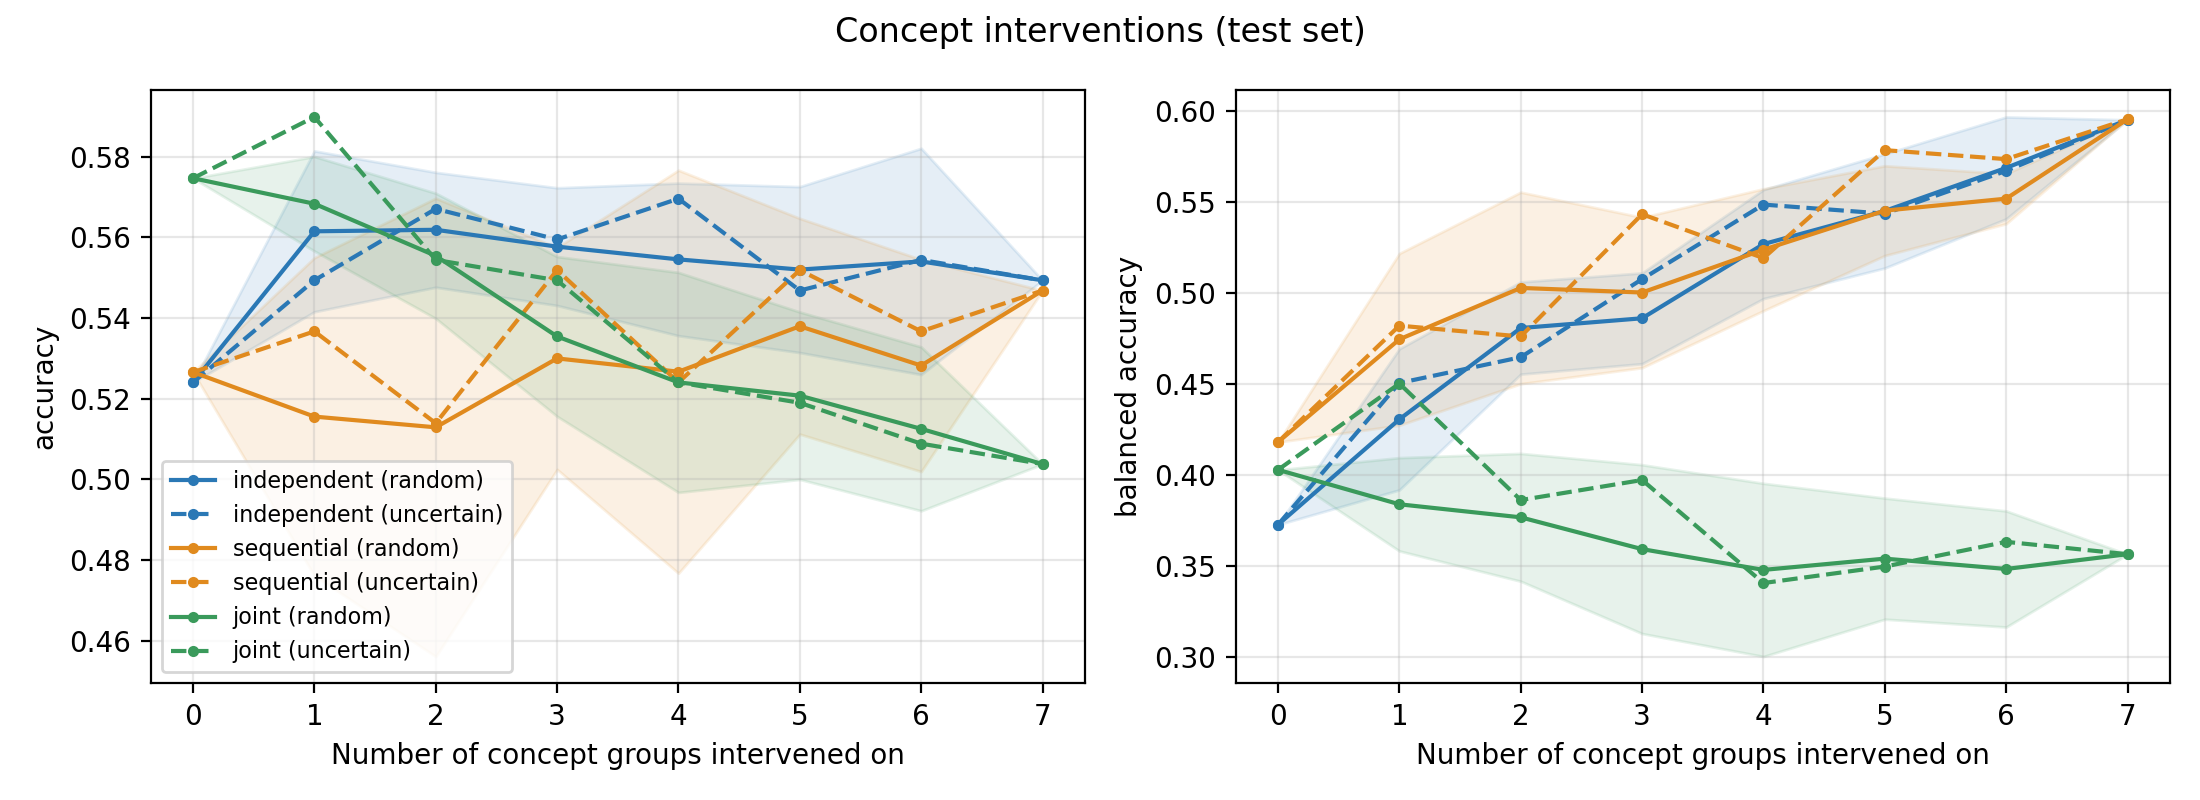 Concept interventions (test set)
accuracy
0.58
0.56
0.54
0.52
0.50
0.48
0.46
independent (random)
independent (uncertain)
sequential (random)
sequential (uncertain)
joint (random)
joint (uncertain)
0 1 2 3 4 5 6 7
Number of concept groups intervened on
balanced accuracy
0.60
0.55
0.50
0.45
0.40
0.35
0.30
0 1 2 3 4 5 6 7
Number of concept groups intervened on